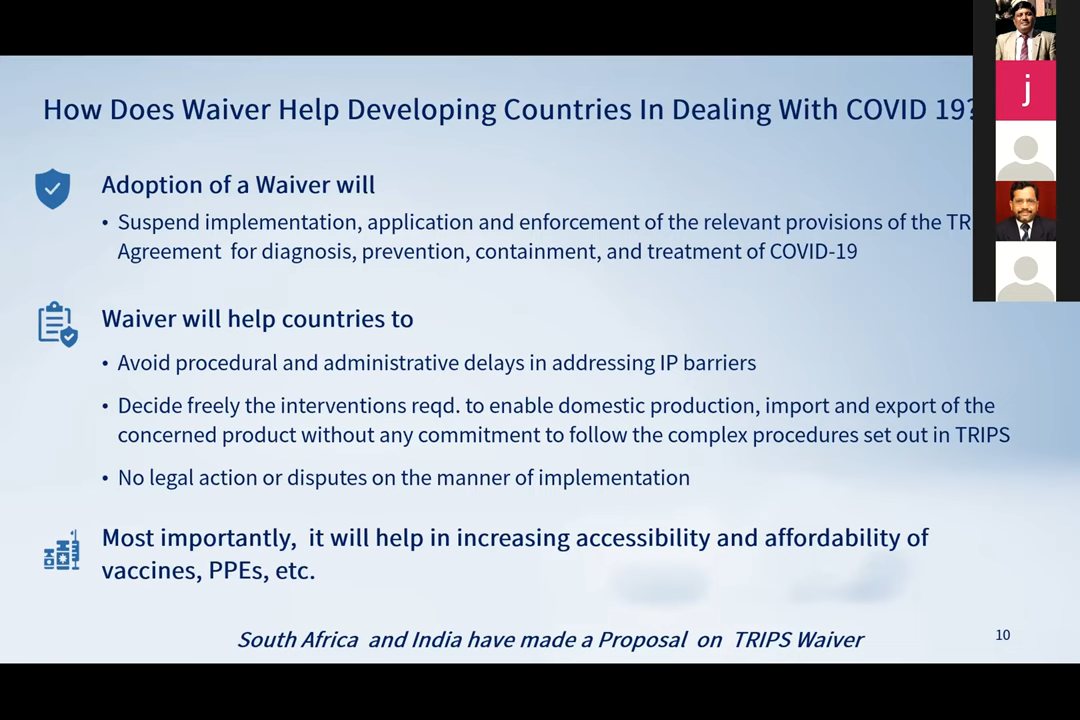 How Does Waiver Help Developing Countries In Dealing With COVID 19?
j
Adoption of a Waiver will
• Suspend implementation, application and enforcement of the relevant provisions of the TR
Agreement for diagnosis, prevention, containment, and treatment of COVID-19
Waiver will help countries to
• Avoid procedural and administrative delays in addressing IP barriers
• Decide freely the interventions reqd. to enable domestic production, import and export of the
concerned product without any commitment to follow the complex procedures set out in TRIPS
• No legal action or disputes on the manner of implementation
Most importantly, it will help in increasing accessibility and affordability of
vaccines, PPEs, etc.
South Africa and India have made a Proposal on TRIPS Waiver
10